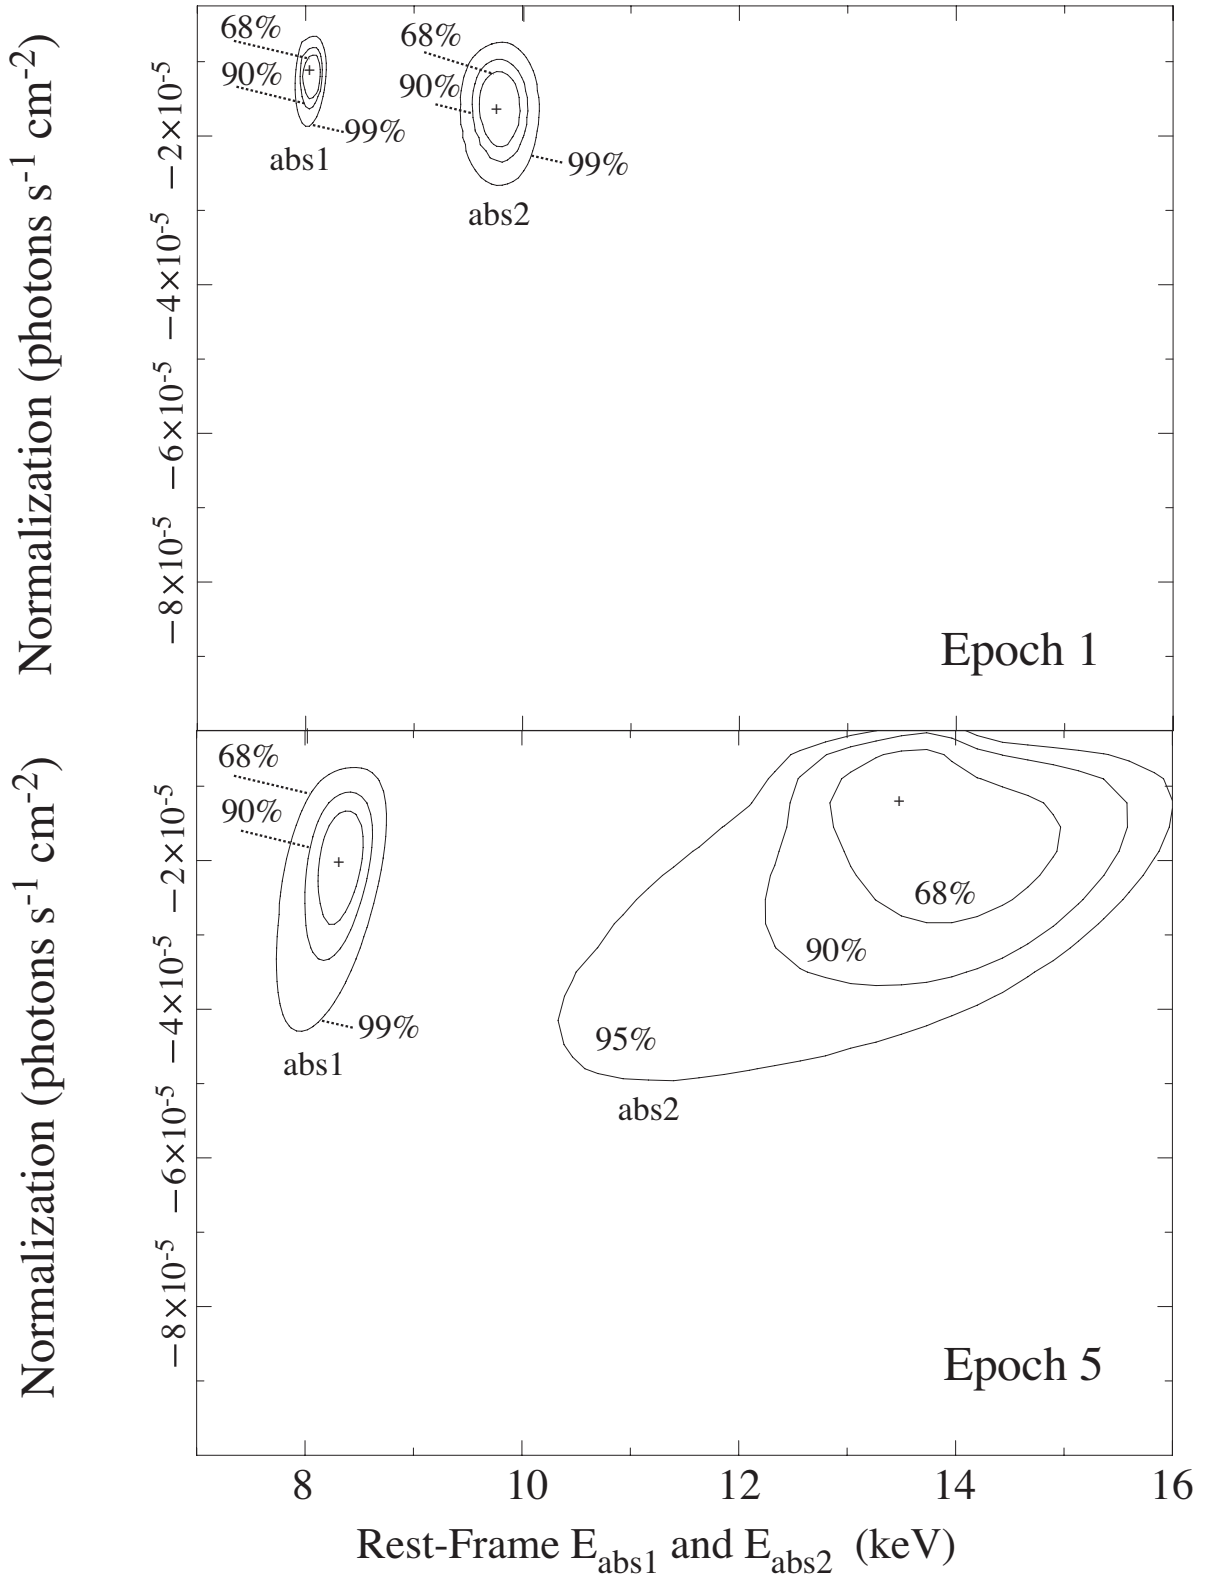 Normalization (photons s-1 cm-2)
−2×10-5
−4×10-5
−6×10-5
−8×10-5
68%
90%
99%
abs1
68%
90%
99%
abs2
Epoch 1
Normalization (photons s-1 cm-2)
−2×10-5
−4×10-5
−6×10-5
−8×10-5
68%
90%
99%
abs1
68%
90%
95%
abs2
Epoch 5
8 10 12 14 16
Rest-Frame Eabs1 and Eabs2 (keV)